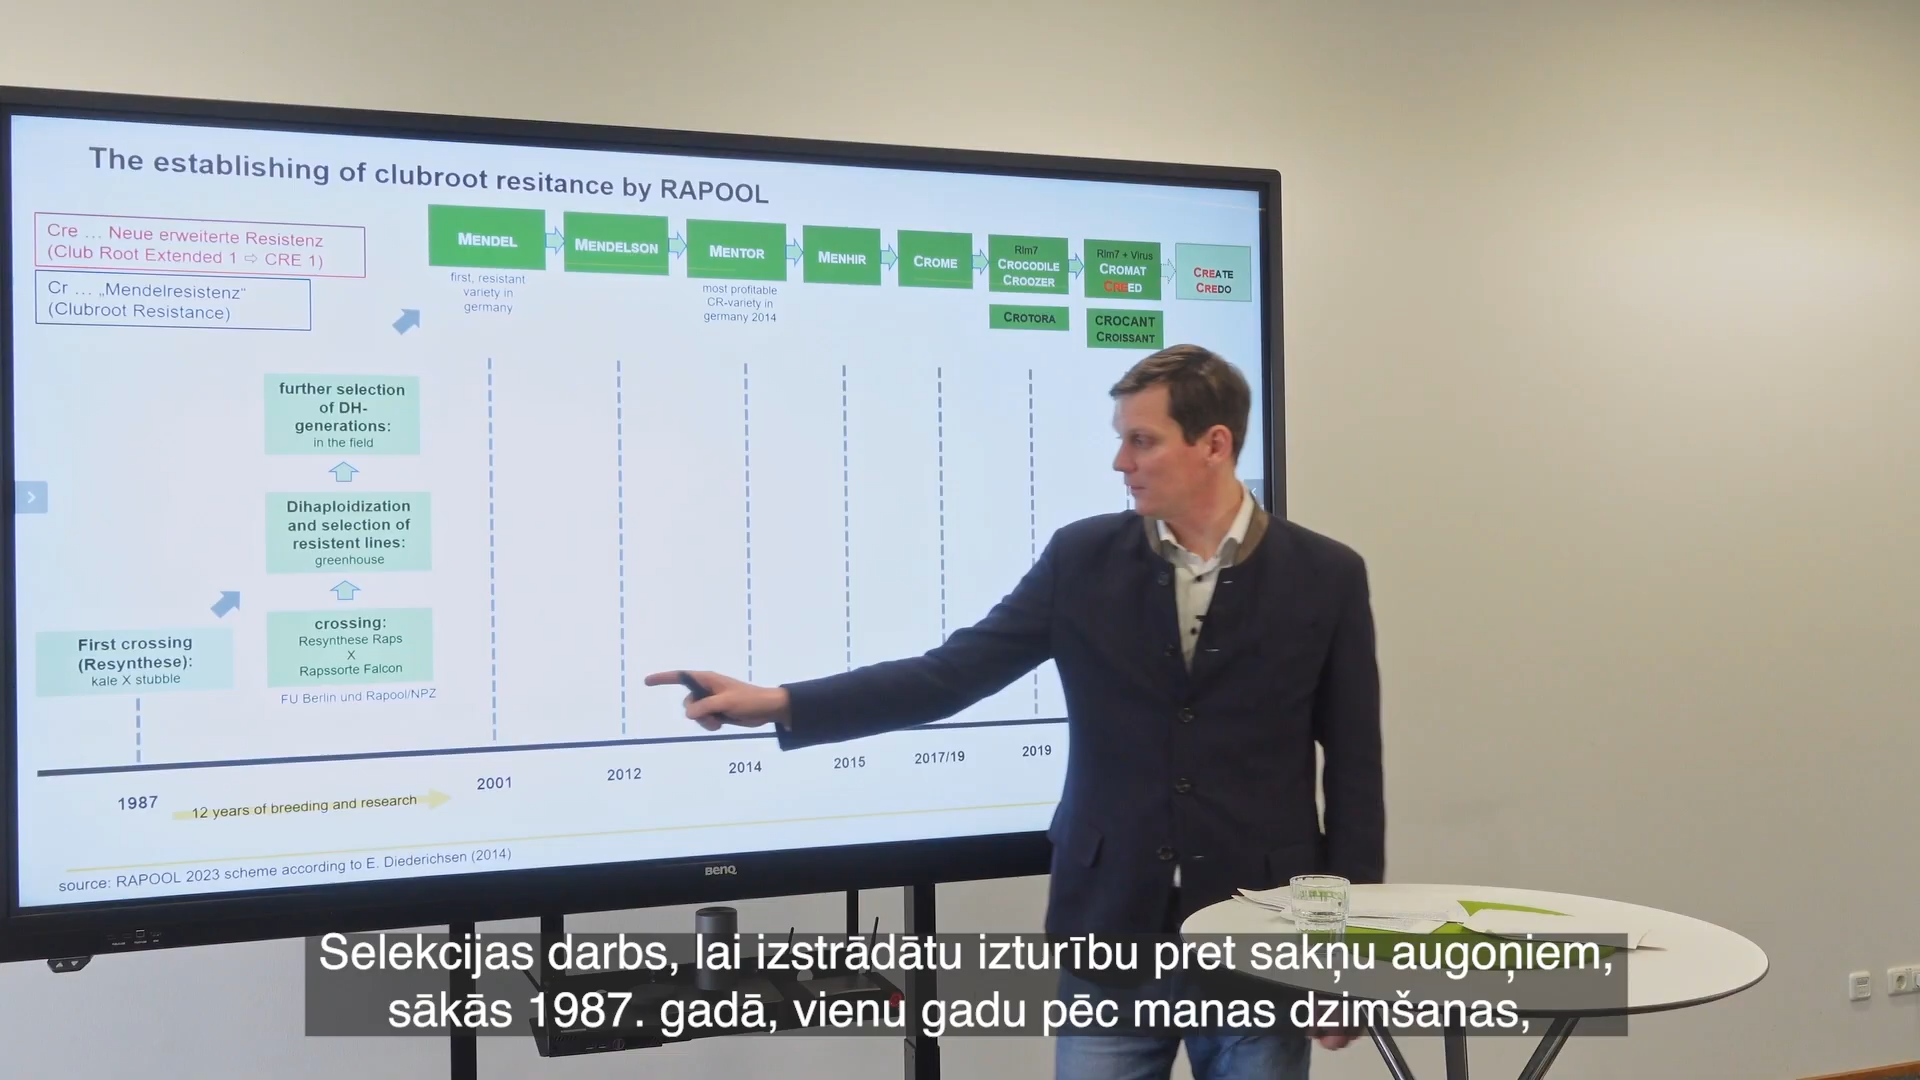 The establishing of clubroot resitance by RAPOOL
Cre … Neue erweiterte Resistenz
(Club Root Extended 1 ⇨ CRE 1)
Cr … „Mendelresistenz“
(Clubroot Resistance)
MENDEL
first, resistant
variety in
germany
MENDELSON
MENTOR
most profitable
CR-variety in
germany 2014
MENHIR
CROME
Rlm7
CROCODILE
CROOZER
CROTORA
Rlm7 + Virus
CROMAT
CREED
CROCANT
CROISSANT
CREATE
CREDO
further selection
of DH-
generations:
in the field
Dihaploidization
and selection of
resistent lines:
greenhouse
crossing:
Resynthese Raps
X
Rapssorte Falcon
FU Berlin und Rapool/NPZ
First crossing
(Resynthese):
kale X stubble
1987
12 years of breeding and research
2001
2012
2014
2015
2017/19
2019
source: RAPOOL 2023 scheme according to E. Diederichsen (2014)
BenQ
Selekcijas darbs, lai izstrādātu izturību pret sakņu augoņiem,
sākās 1987. gadā, vienu gadu pēc manas dzimšanas,